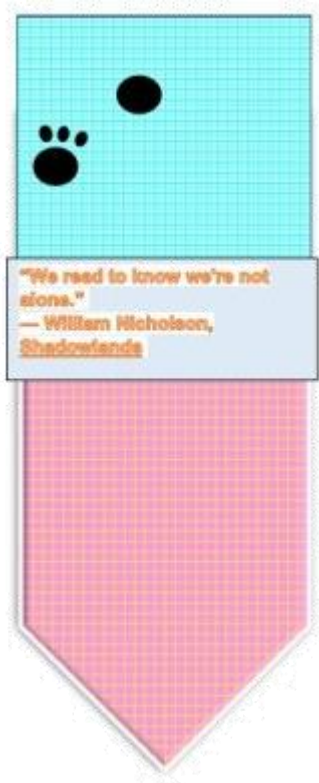 “We read to know we’re not
alone.”
― William Nicholson,
Shadowlands